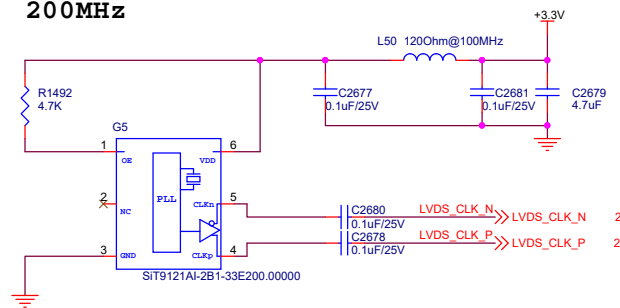 200MHz
+3.3V
L50 120Ohm@100MHz
R1492
4.7K
C2677
0.1uF/25V
C2681
0.1uF/25V
C2679
4.7uF
G5
1
OE
VDD
6
2
NC
PLL
CLKn
5
3
GND
CLKp
4
SiT9121AI-2B1-33E200.00000
C2680
0.1uF/25V
LVDS_CLK_N
LVDS_CLK_N 2
C2678
0.1uF/25V
LVDS_CLK_P
LVDS_CLK_P 2